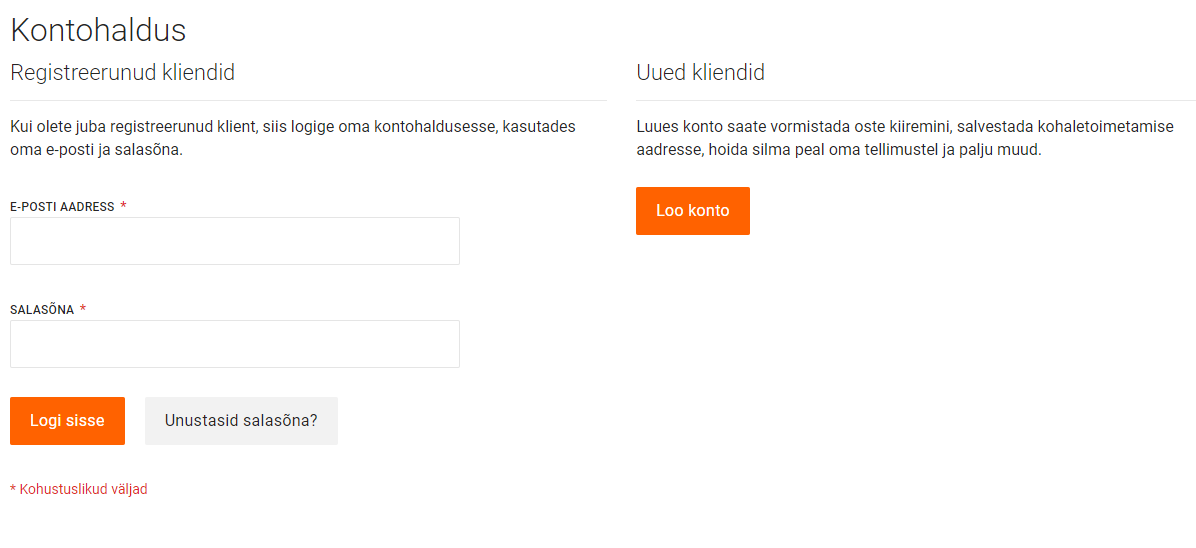 Kontohaldus
Registreerunud kliendid
Kui olete juba registreerunud klient, siis logige oma kontohaldusesse, kasutades
oma e-posti ja salasõna.
E-POSTI AADRESS *
SALASÕNA *
Logi sisse
Unustasid salasõna?
* Kohustuslikud väljad
Uued kliendid
Luues konto saate vormistada oste kiiremini, salvestada kohaletoimetamise
aadresse, hoida silma peal oma tellimustel ja palju muud.
Loo konto